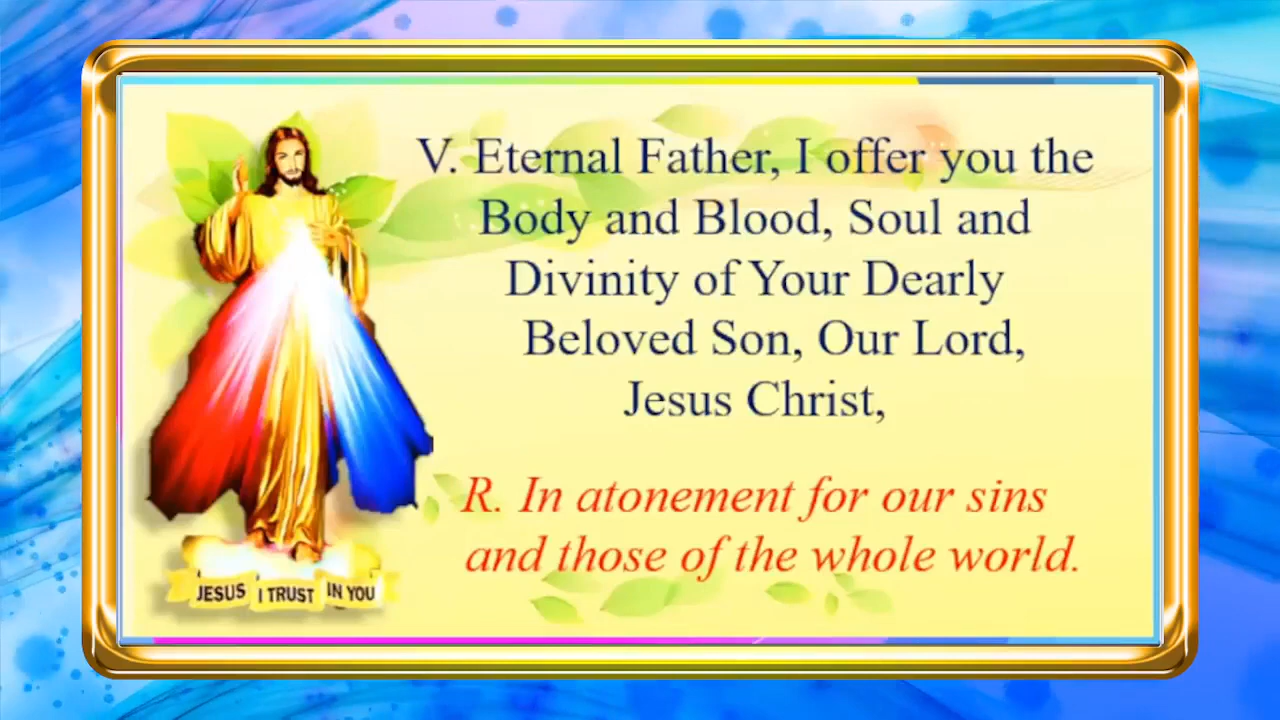 V. Eternal Father, I offer you the
Body and Blood, Soul and
Divinity of Your Dearly
Beloved Son, Our Lord,
Jesus Christ,
R. In atonement for our sins
and those of the whole world.
JESUS I TRUST IN YOU